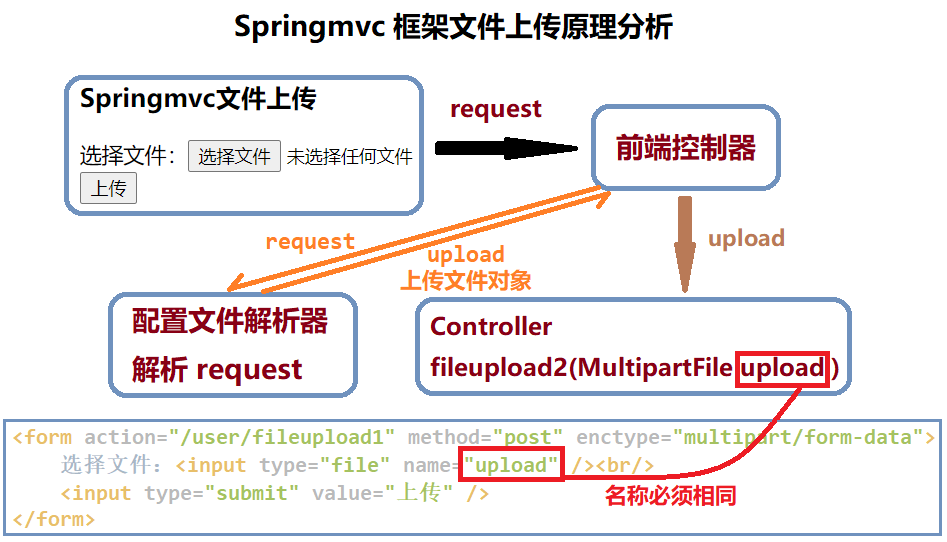 Springmvc 框架文件上传原理分析
Springmvc文件上传
选择文件： 选择文件 未选择任何文件
上传
request
前端控制器
request
upload
上传文件对象
upload
配置文件解析器
解析 request
Controller
fileupload2(MultipartFile upload )
<form action="/user/fileupload1" method="post" enctype="multipart/form-data">
选择文件：<input type="file" name="upload" /><br/>
<input type="submit" value="上传" />
</form>
名称必须相同